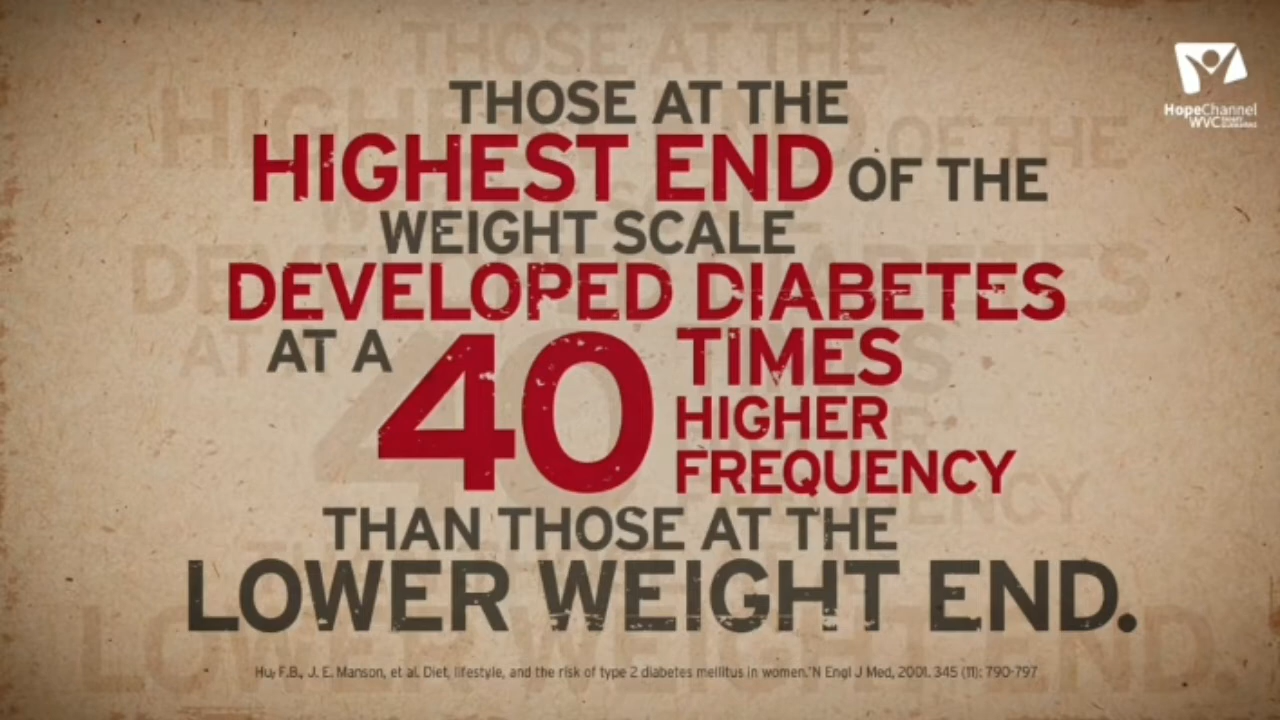 THOSE AT THE
HIGHEST END OF THE
WEIGHT SCALE
DEVELOPED DIABETES
AT A 40 TIMES
HIGHER
FREQUENCY
THAN THOSE AT THE
LOWER WEIGHT END.
Hu, F.B., J. E. Manson, et al. Diet, lifestyle, and the risk of type 2 diabetes mellitus in women."N Engl J Med, 2001. 345 (11): 790-797
HopeChannel
WVC